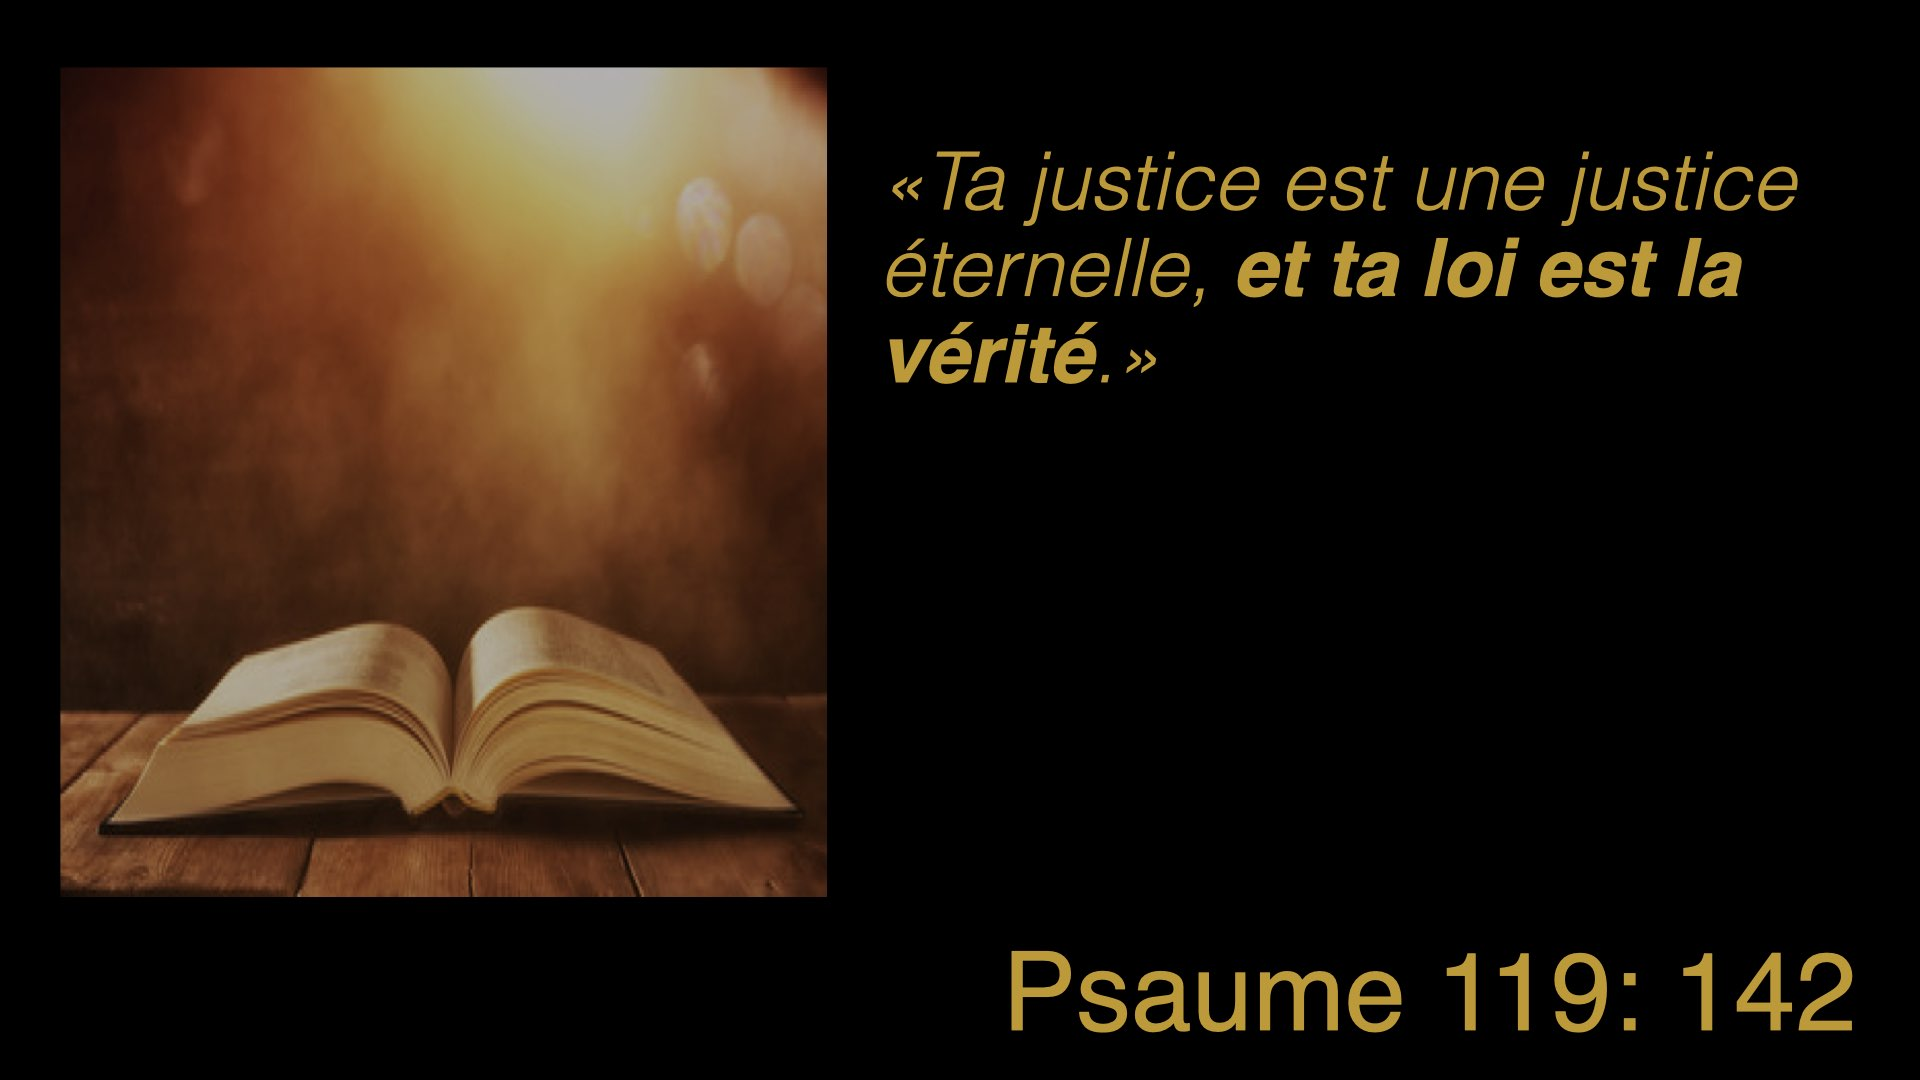 «Ta justice est une justice
éternelle, et ta loi est la
vérité.»
Psaume 119: 142